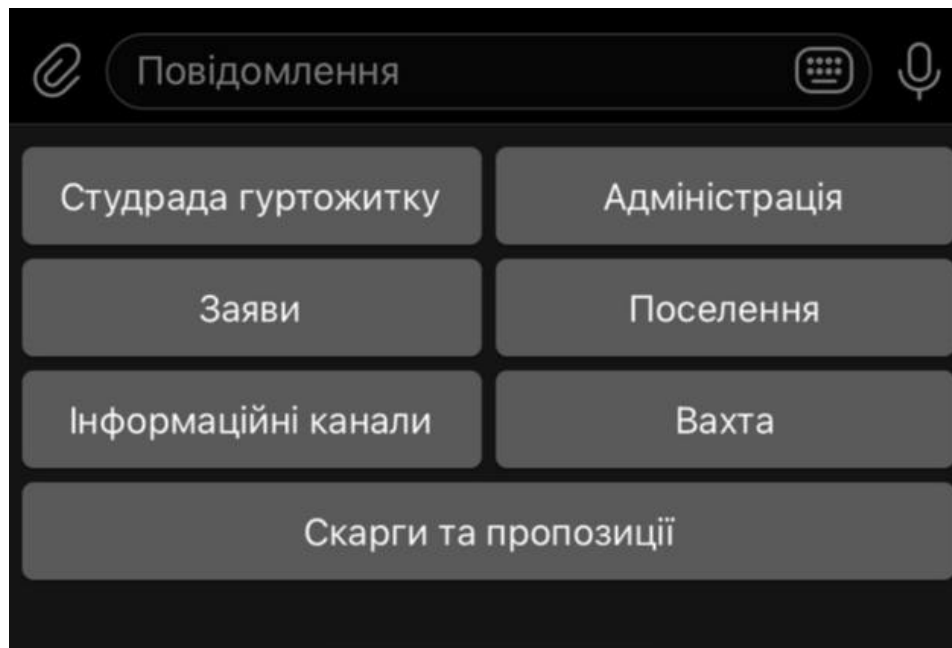 Повідомлення
Студрада гуртожитку
Адміністрація
Заяви
Поселення
Інформаційні канали
Вахта
Скарги та пропозиції